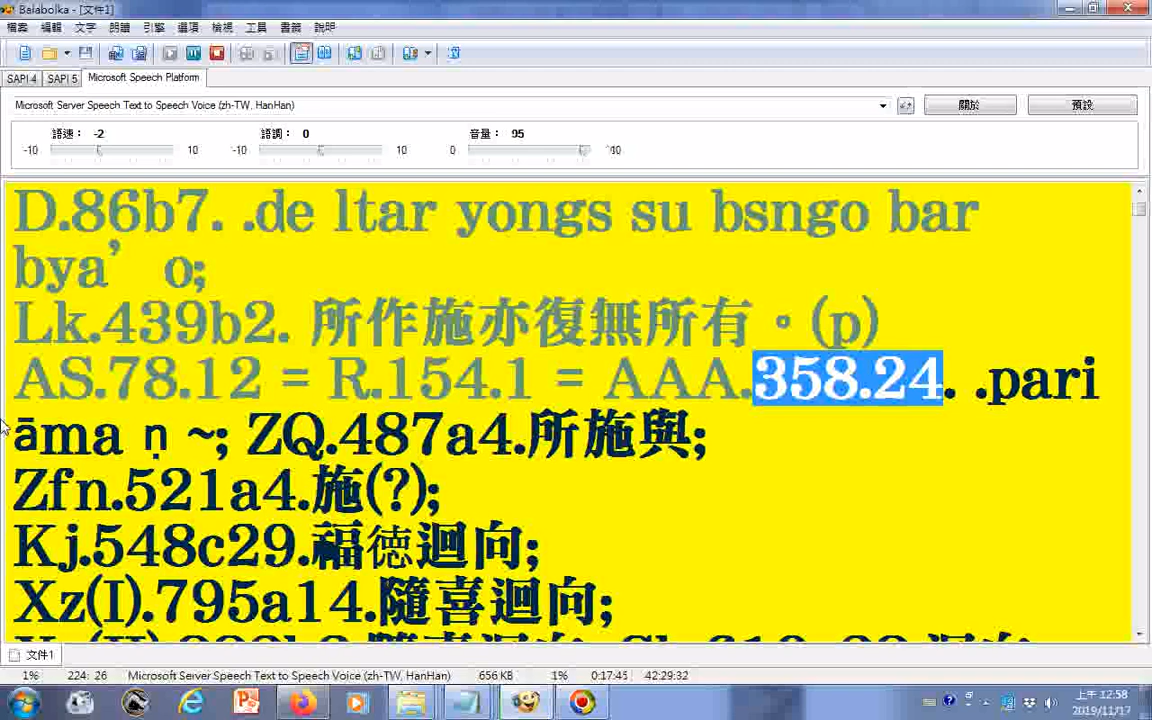 Balabolka - [文件1]
檔案 編輯 文字 朗讀 引擎 選項 檢視 工具 書籤 說明
SAPI 4 SAPI 5 Microsoft Speech Platform
Microsoft Server Speech Text to Speech Voice (zh-TW, HanHan) 關於 預設
語速： -2 語調： 0 音量： 95
-10 10 -10 10 0
D.86b7. .de ltar yongs su bsngo bar
bya’ o;
Lk.439b2. 所作施亦復無所有。(p)
AS.78.12 = R.154.1 = AAA.358.24. .pari
āma ṇ ~; ZQ.487a4.所施與;
Zfn.521a4.施(?);
Kj.548c29.福德迴向;
Xz(I).795a14.隨喜迴向;
文件1
1% 224: 26 Microsoft Server Speech Text to Speech Voice (zh-TW, HanHan) 656 KB 1% 0:17:45 42:29:32
上午 12:58
2019/11/17